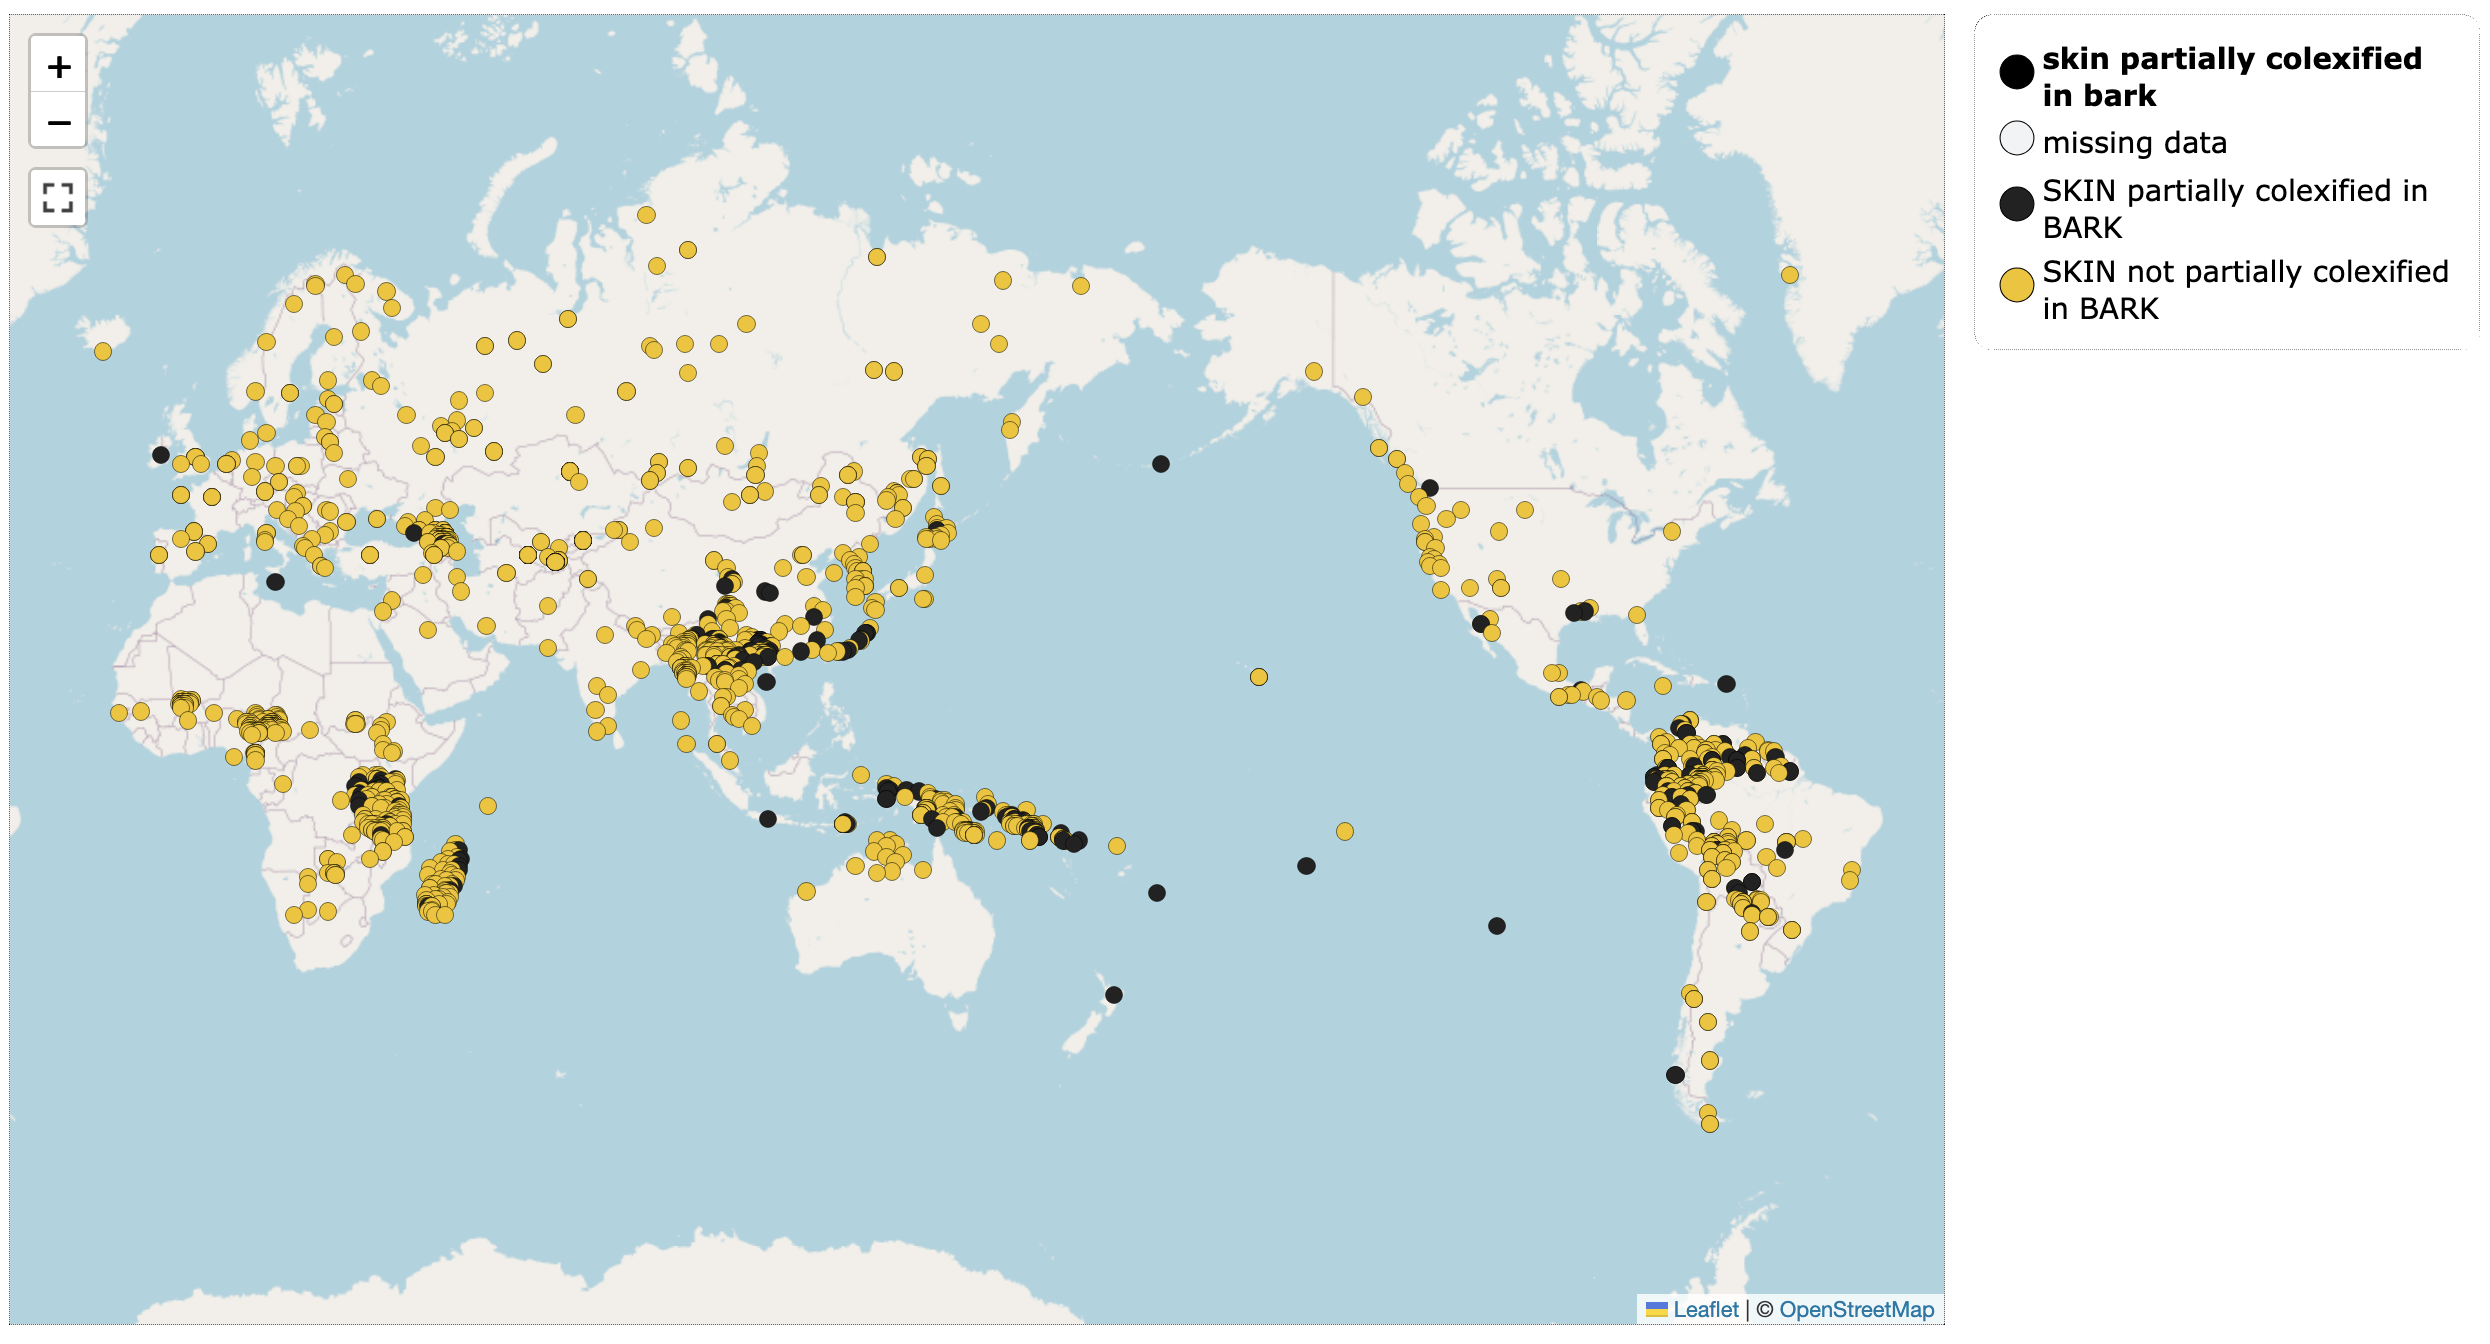 +
−
skin partially colexified
in bark
missing data
SKIN partially colexified in
BARK
SKIN not partially colexified
in BARK
Leaflet | © OpenStreetMap